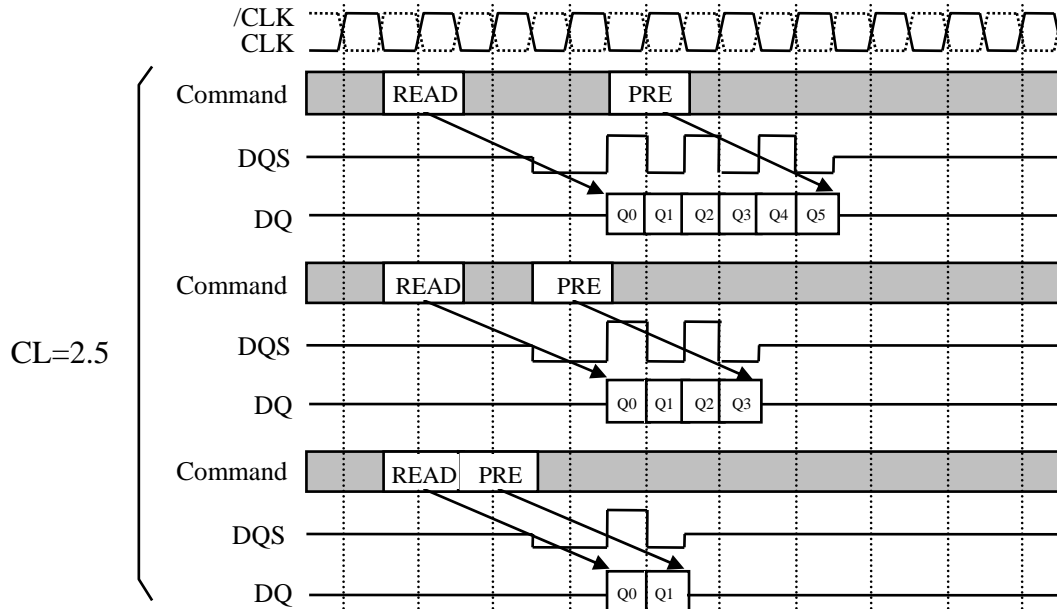 /CLK
CLK
Command READ PRE
DQS
DQ Q0 Q1 Q2 Q3 Q4 Q5
Command READ PRE
CL=2.5
DQS
DQ Q0 Q1 Q2 Q3
Command READ PRE
DQS
DQ Q0 Q1